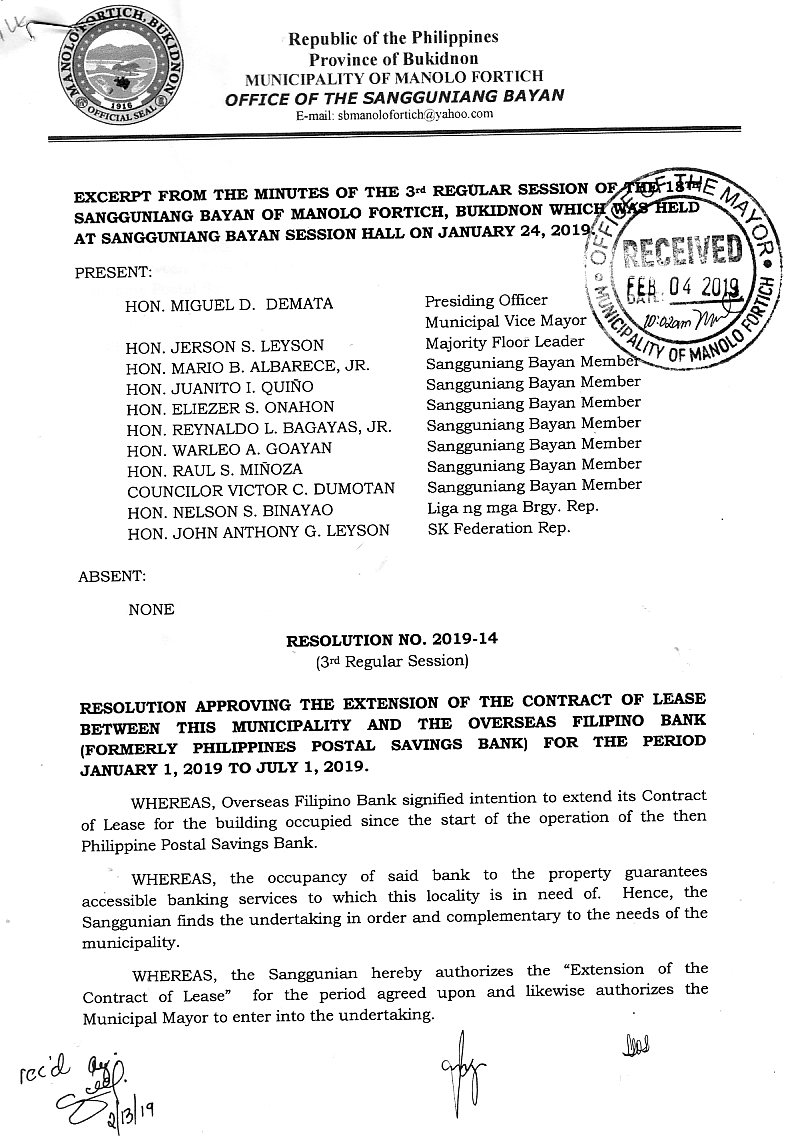 MANOLO FORTICH, BUKIDNON
1916
OFFICIAL SEAL
Republic of the Philippines
Province of Bukidnon
MUNICIPALITY OF MANOLO FORTICH
OFFICE OF THE SANGGUNIANG BAYAN
E-mail: sbmanolofortich@yahoo.com
EXCERPT FROM THE MINUTES OF THE 3rd REGULAR SESSION OF THE 18TH
SANGGUNIANG BAYAN OF MANOLO FORTICH, BUKIDNON WHICH WAS HELD
AT SANGGUNIANG BAYAN SESSION HALL ON JANUARY 24, 2019.
OFFICE OF THE MAYOR
RECEIVED
DATE: FEB 04 2019
10:02am
MUNICIPALITY OF MANOLO FORTICH
PRESENT:
HON. MIGUEL D. DEMATA Presiding Officer
Municipal Vice Mayor
HON. JERSON S. LEYSON Majority Floor Leader
HON. MARIO B. ALBARECE, JR. Sangguniang Bayan Member
HON. JUANITO I. QUIÑO Sangguniang Bayan Member
HON. ELIEZER S. ONAHON Sangguniang Bayan Member
HON. REYNALDO L. BAGAYAS, JR. Sangguniang Bayan Member
HON. WARLEO A. GOAYAN Sangguniang Bayan Member
HON. RAUL S. MIÑOZA Sangguniang Bayan Member
COUNCILOR VICTOR C. DUMOTAN Sangguniang Bayan Member
HON. NELSON S. BINAYAO Liga ng mga Brgy. Rep.
HON. JOHN ANTHONY G. LEYSON SK Federation Rep.
ABSENT:
NONE
RESOLUTION NO. 2019-14
(3rd Regular Session)
RESOLUTION APPROVING THE EXTENSION OF THE CONTRACT OF LEASE
BETWEEN THIS MUNICIPALITY AND THE OVERSEAS FILIPINO BANK
(FORMERLY PHILIPPINES POSTAL SAVINGS BANK) FOR THE PERIOD
JANUARY 1, 2019 TO JULY 1, 2019.
WHEREAS, Overseas Filipino Bank signified intention to extend its Contract
of Lease for the building occupied since the start of the operation of the then
Philippine Postal Savings Bank.
WHEREAS, the occupancy of said bank to the property guarantees
accessible banking services to which this locality is in need of. Hence, the
Sanggunian finds the undertaking in order and complementary to the needs of the
municipality.
WHEREAS, the Sanggunian hereby authorizes the “Extension of the
Contract of Lease” for the period agreed upon and likewise authorizes the
Municipal Mayor to enter into the undertaking.
rec'd
2/13/19